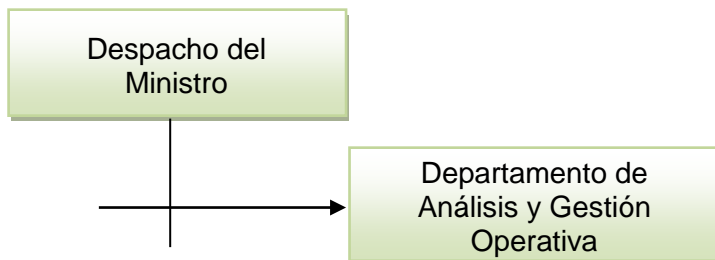 Despacho del
Ministro
Departamento de
Análisis y Gestión
Operativa